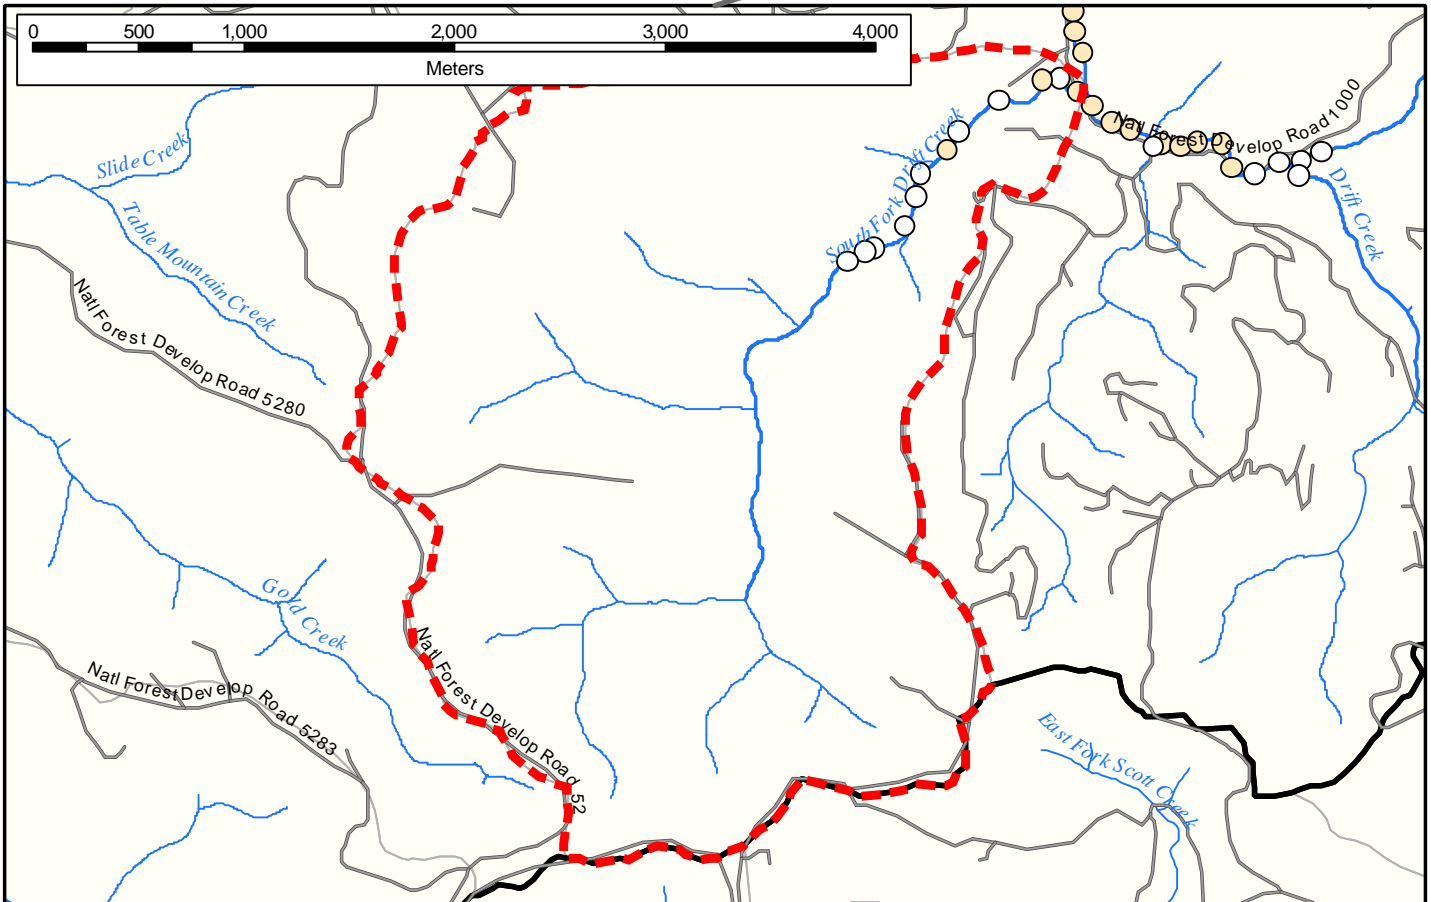 0 500 1,000 2,000 3,000 4,000
Meters
Natl Forest Develop Road 1000
Slide Creek
South Fork Drift Creek
Drift Creek
Table Mountain Creek
Natl Forest Develop Road 5280
Gold Creek
Natl Forest Develop Road 52
Natl Forest Develop Road 5283
East Fork Scott Creek